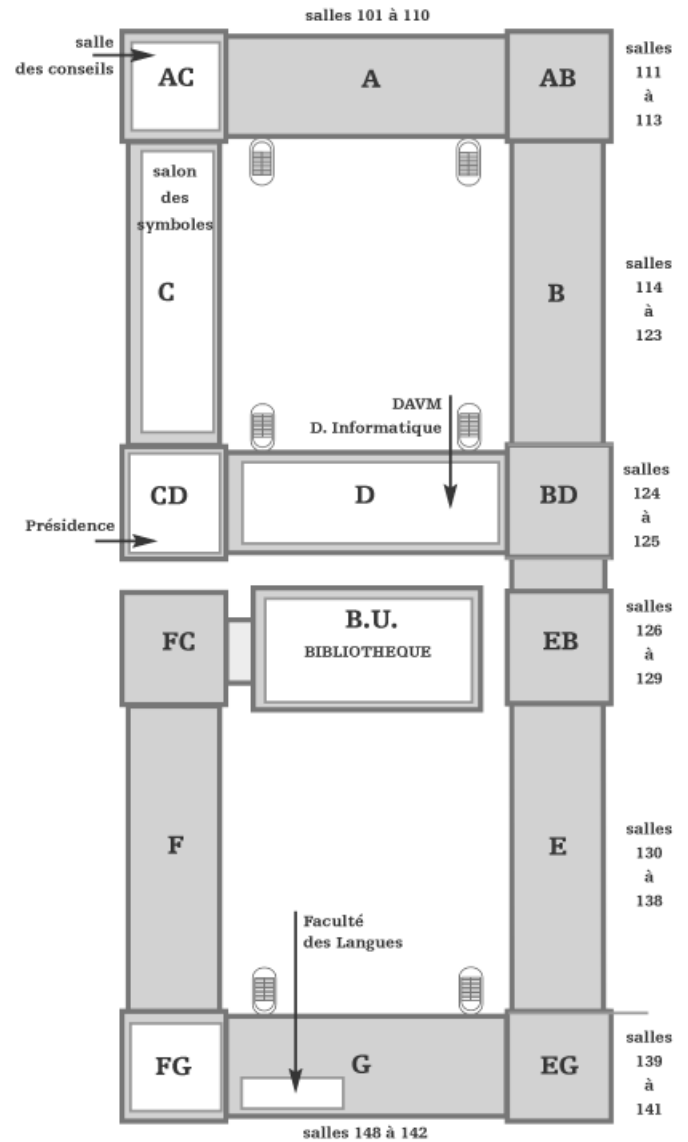 salles 101 à 110
salle
des conseils
AC
A
AB
salles
111
à
113
salon
des
symboles
C
B
salles
114
à
123
DAVM
D. Informatique
CD
D
BD
salles
124
à
125
Présidence
FC
B.U.
BIBLIOTHEQUE
EB
salles
126
à
129
F
E
salles
130
à
138
Faculté
des Langues
FG
G
EG
salles
139
à
141
salles 148 à 142